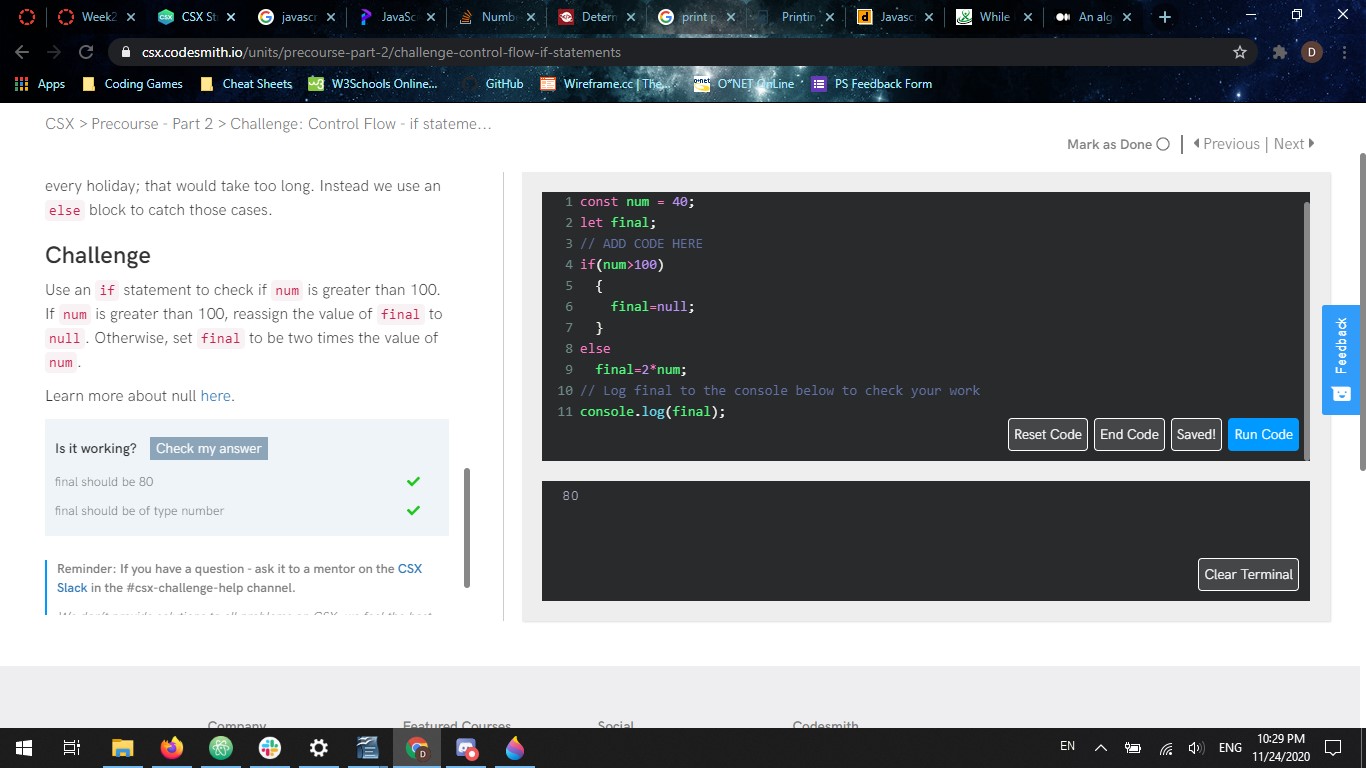 Week2
CSX St
javascr
JavaSc
Numb
Determ
print p
Printin
Javasc
While
An alg
csx.codesmith.io/units/precourse-part-2/challenge-control-flow-if-statements
D
Apps
Coding Games
Cheat Sheets
W3Schools Online...
GitHub
Wireframe.cc | The...
O*NET OnLine
PS Feedback Form
CSX > Precourse - Part 2 > Challenge: Control Flow - if stateme...
Mark as Done
Previous | Next
every holiday; that would take too long. Instead we use an
else block to catch those cases.
Challenge
Use an if statement to check if num is greater than 100.
If num is greater than 100, reassign the value of final to
null . Otherwise, set final to be two times the value of
num .
Learn more about null here.
Is it working? Check my answer
final should be 80
final should be of type number
Reminder: If you have a question - ask it to a mentor on the CSX
Slack in the #csx-challenge-help channel.
1 const num = 40;
2 let final;
3 // ADD CODE HERE
4 if(num>100)
5 {
6 final=null;
7 }
8 else
9 final=2*num;
10 // Log final to the console below to check your work
11 console.log(final);
Reset Code
End Code
Saved!
Run Code
80
Clear Terminal
Feedback
Company
Featured Courses
Social
Codesmith
EN
ENG
10:29 PM
11/24/2020